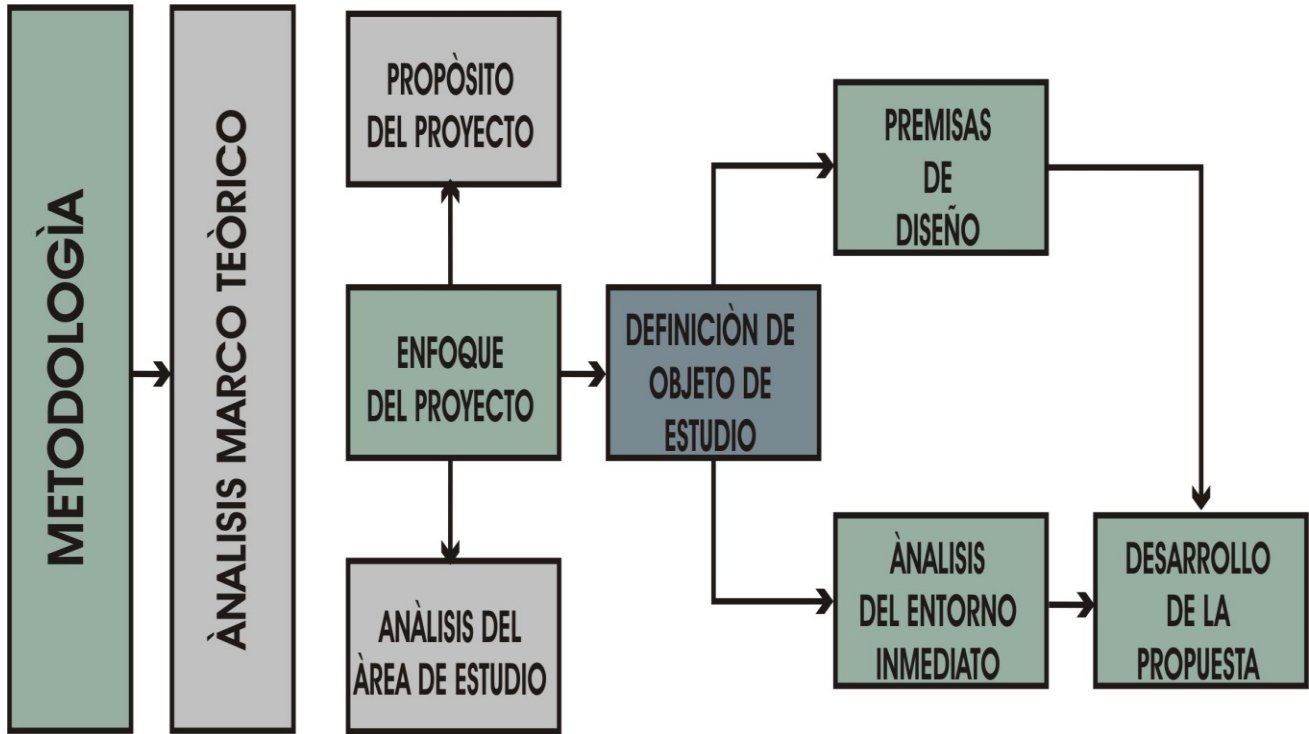 METODOLOGÌA
ÀNALISIS MARCO TEÒRICO
PROPÒSITO
DEL PROYECTO
ENFOQUE
DEL PROYECTO
ANÀLISIS DEL
ÀREA DE ESTUDIO
DEFINICIÒN DE
OBJETO DE
ESTUDIO
PREMISAS
DE
DISEÑO
ÀNALISIS
DEL ENTORNO
INMEDIATO
DESARROLLO
DE LA
PROPUESTA